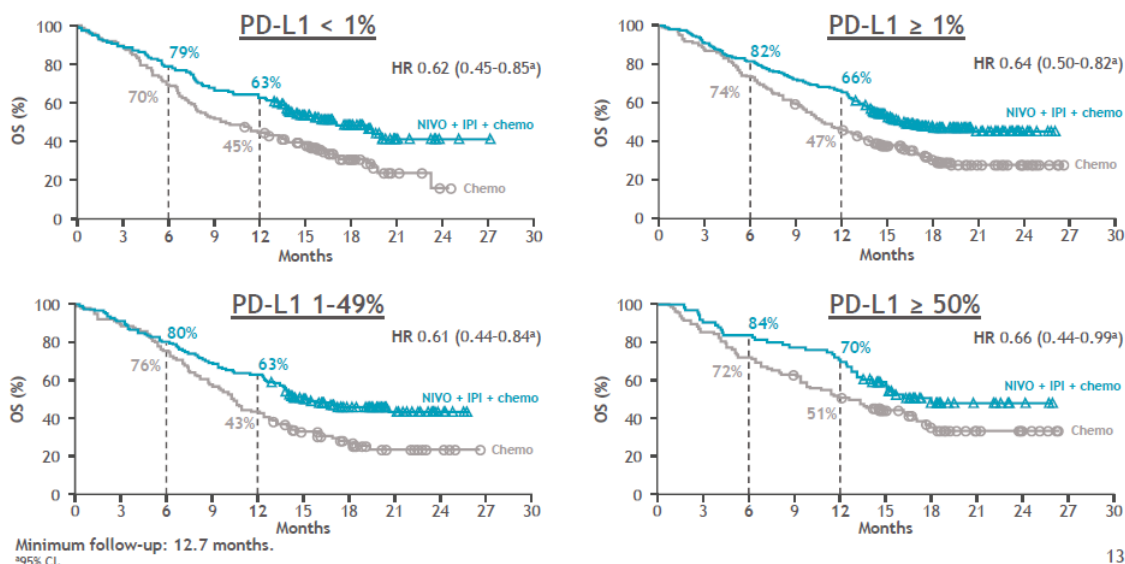 PD-L1 < 1%
OS (%)
100
80
60
40
20
0
79%
70%
63%
45%
HR 0.62 (0.45-0.85ᵃ)
NIVO + IPI + chemo
Chemo
0 3 6 9 12 15 18 21 24 27 30
Months
PD-L1 ≥ 1%
OS (%)
100
80
60
40
20
0
82%
74%
66%
47%
HR 0.64 (0.50-0.82ᵃ)
NIVO + IPI + chemo
Chemo
0 3 6 9 12 15 18 21 24 27 30
Months
PD-L1 1-49%
OS (%)
100
80
60
40
20
0
80%
76%
63%
43%
HR 0.61 (0.44-0.84ᵃ)
NIVO + IPI + chemo
Chemo
0 3 6 9 12 15 18 21 24 27 30
Months
PD-L1 ≥ 50%
OS (%)
100
80
60
40
20
0
84%
72%
70%
51%
HR 0.66 (0.44-0.99ᵃ)
NIVO + IPI + chemo
Chemo
0 3 6 9 12 15 18 21 24 27 30
Months
Minimum follow-up: 12.7 months.
ᵃ95% CI.
13